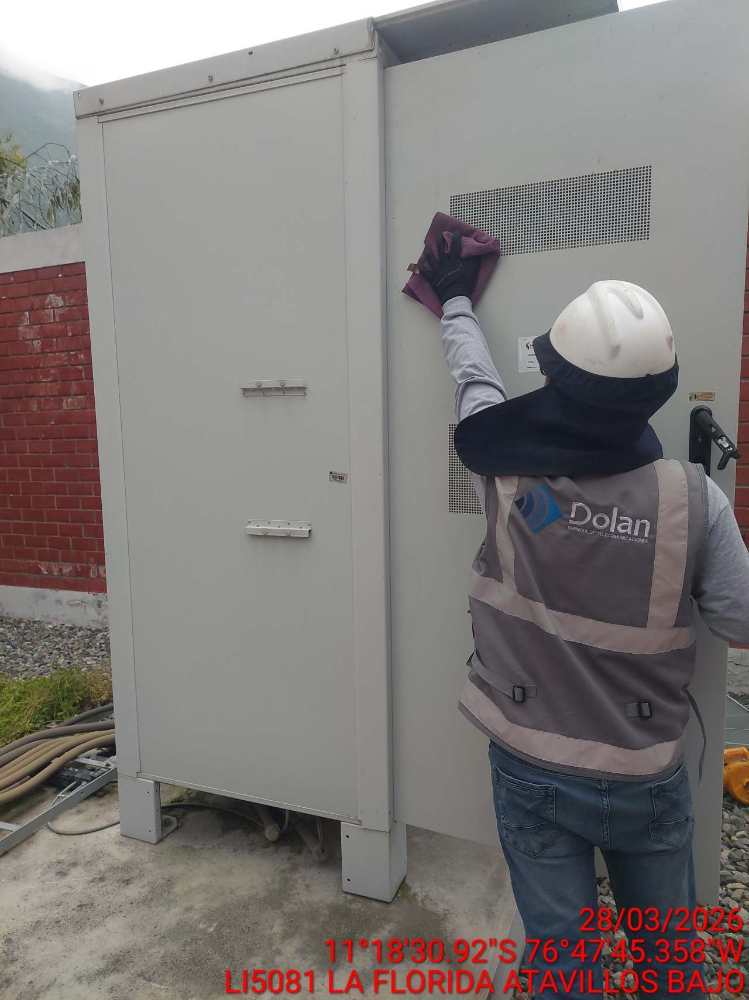 Dolan
EMPRESA DE TELECOMUNICACIONES
28/03/2026
11°18'30.92"S 76°47'45.358"W
LI5081 LA FLORIDA ATAVILLOS BAJO